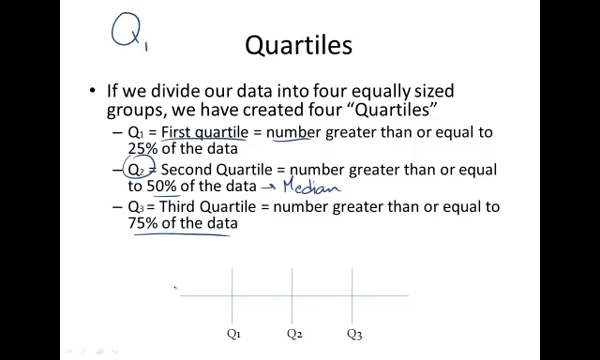 Q1
Quartiles
• If we divide our data into four equally sized
groups, we have created four “Quartiles”
– Q1 = First quartile = number greater than or equal to
25% of the data
– Q2 = Second Quartile = number greater than or equal
to 50% of the data → Median
– Q3 = Third Quartile = number greater than or equal to
75% of the data
Q1 Q2 Q3